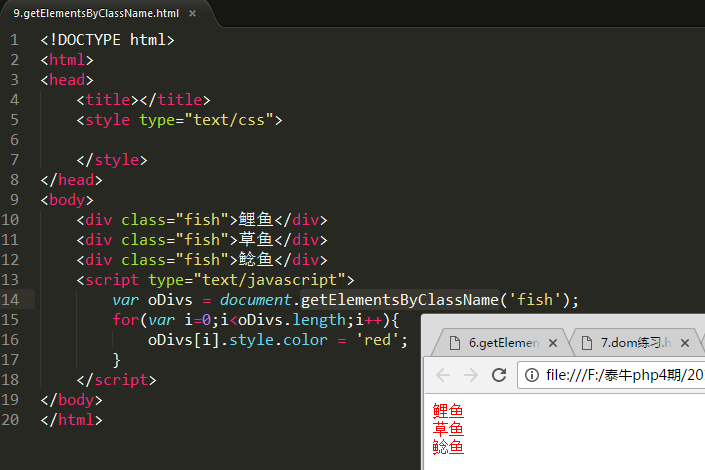 9.getElementsByClassName.html ×
1 <!DOCTYPE html>
2 <html>
3 <head>
4 <title></title>
5 <style type="text/css">
6
7 </style>
8 </head>
9 <body>
10 <div class="fish">鲤鱼</div>
11 <div class="fish">草鱼</div>
12 <div class="fish">鲶鱼</div>
13 <script type="text/javascript">
14 var oDivs = document.getElementsByClassName('fish');
15 for(var i=0;i<oDivs.length;i++){
16 oDivs[i].style.color = 'red';
17 }
18 </script>
19 </body>
20 </html>
6.getElemen ×
7.dom练习.h ×
file:///F:/泰牛php4期/20
鲤鱼
草鱼
鲶鱼